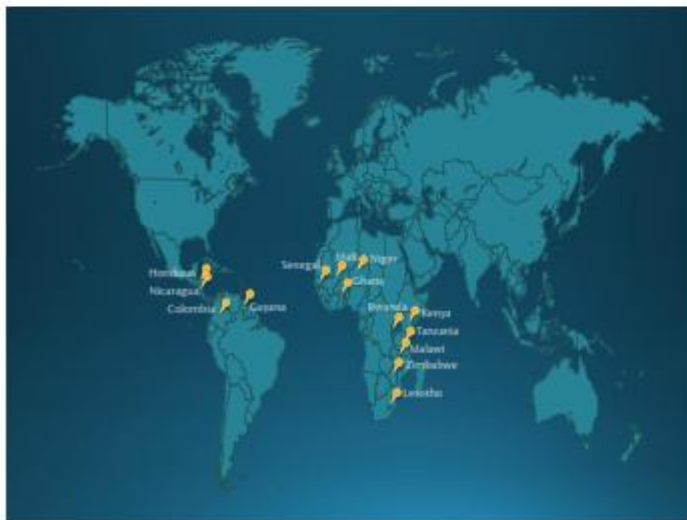 Honduras
Nicaragua
Colombia
Guyana
Senegal
Mali
Niger
Ghana
Rwanda
Kenya
Tanzania
Malawi
Zimbabwe
Lesotho